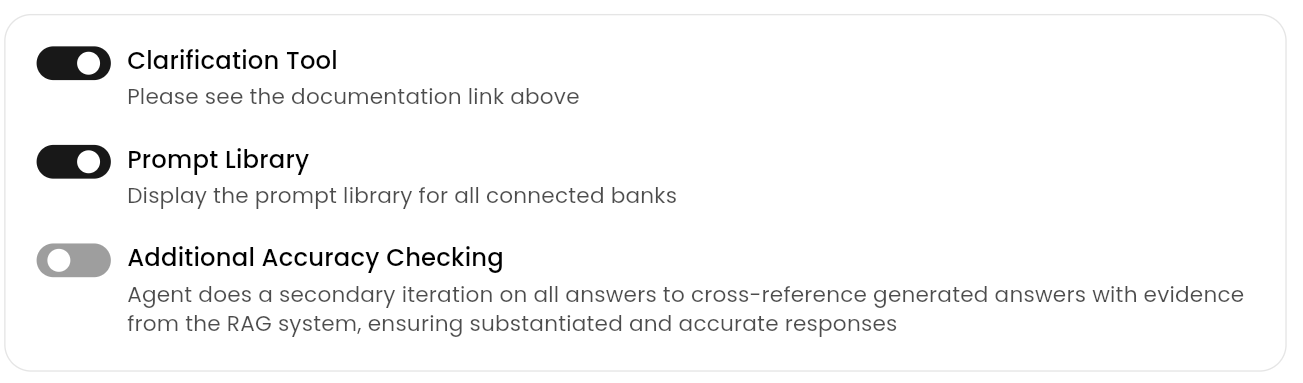 Clarification Tool
Please see the documentation link above
Prompt Library
Display the prompt library for all connected banks
Additional Accuracy Checking
Agent does a secondary iteration on all answers to cross-reference generated answers with evidence
from the RAG system, ensuring substantiated and accurate responses